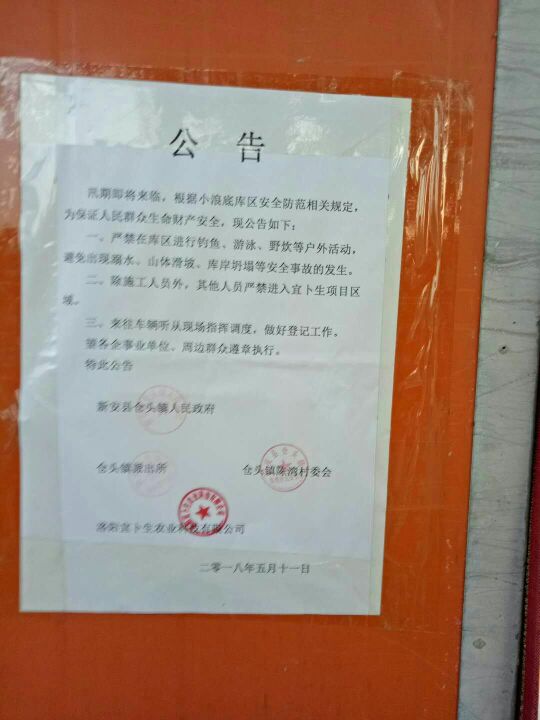 公 告
汛期即将来临，根据小浪底库区安全防范相关规定，
为保证人民群众生命财产安全，现公告如下：
一、严禁在库区进行钓鱼、游泳、野炊等户外活动，
避免出现溺水、山体滑坡、库岸坍塌等安全事故的发生。
二、除施工人员外，其他人员严禁进入宜卜生项目区
域。
三、来往车辆听从现场指挥调度，做好登记工作。
望各企事业单位、周边群众遵章执行。
特此公告
新安县仓头镇人民政府
仓头镇派出所 仓头镇陈湾村委会
洛阳宜卜生农业科技有限公司
二零一八年五月十一日